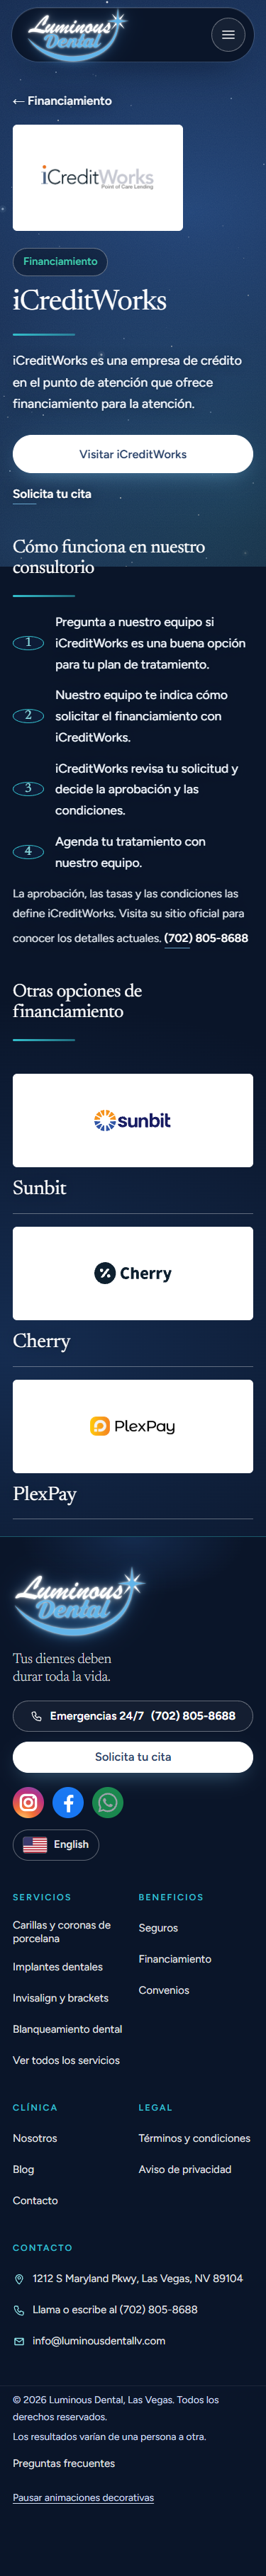 Luminous
Dental
← Financiamiento
iCreditWorks
Point of Care Lending
Financiamiento
iCreditWorks
iCreditWorks es una empresa de crédito
en el punto de atención que ofrece
financiamiento para la atención.
Visitar iCreditWorks
Solicita tu cita
Cómo funciona en nuestro
consultorio
1
Pregunta a nuestro equipo si
iCreditWorks es una buena opción
para tu plan de tratamiento.
2
Nuestro equipo te indica cómo
solicitar el financiamiento con
iCreditWorks.
3
iCreditWorks revisa tu solicitud y
decide la aprobación y las
condiciones.
4
Agenda tu tratamiento con
nuestro equipo.
La aprobación, las tasas y las condiciones las
define iCreditWorks. Visita su sitio oficial para
conocer los detalles actuales. (702) 805-8688
Otras opciones de
financiamiento
sunbit
Sunbit
Cherry
Cherry
PlexPay
PlexPay
Luminous
Dental
Tus dientes deben
durar toda la vida.
Emergencias 24/7 (702) 805-8688
Solicita tu cita
English
SERVICIOS
Carillas y coronas de
porcelana
Implantes dentales
Invisalign y brackets
Blanqueamiento dental
Ver todos los servicios
BENEFICIOS
Seguros
Financiamiento
Convenios
CLÍNICA
Nosotros
Blog
Contacto
LEGAL
Términos y condiciones
Aviso de privacidad
CONTACTO
1212 S Maryland Pkwy, Las Vegas, NV 89104
Llama o escribe al (702) 805-8688
info@luminousdentallv.com
© 2026 Luminous Dental, Las Vegas. Todos los
derechos reservados.
Los resultados varían de una persona a otra.
Preguntas frecuentes
Pausar animaciones decorativas